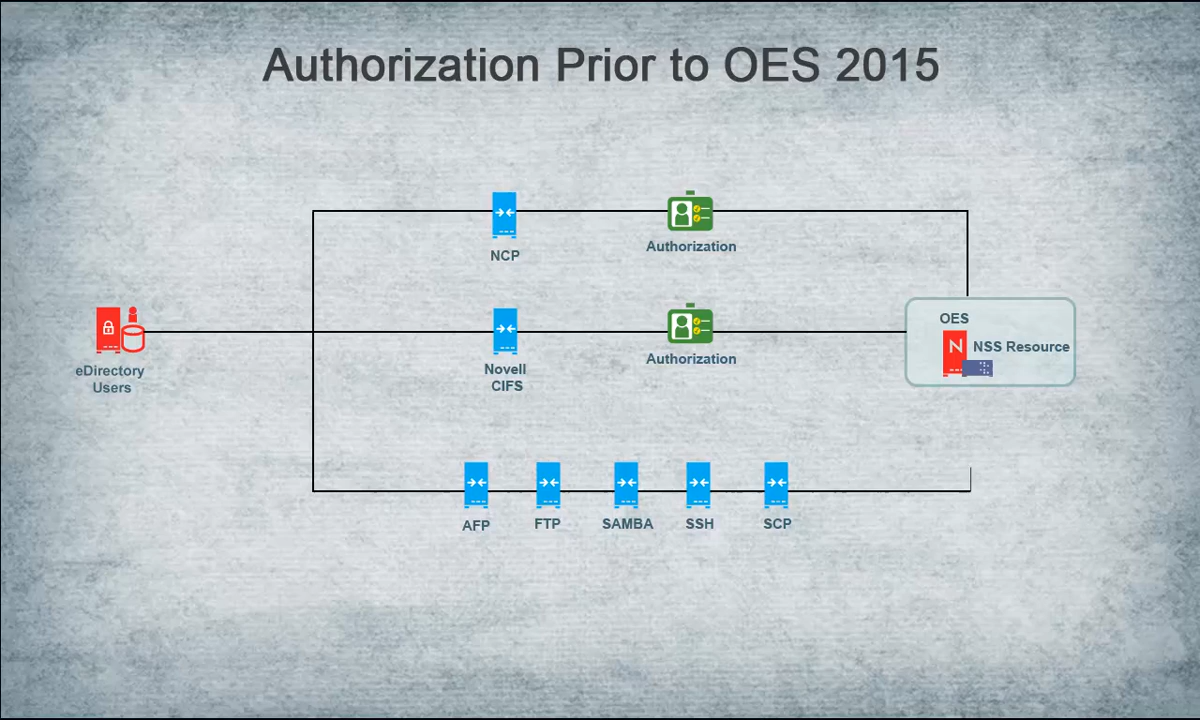 Authorization Prior to OES 2015
NCP
Authorization
eDirectory
Users
Novell
CIFS
Authorization
OES
N
NSS Resource
AFP
FTP
SAMBA
SSH
SCP